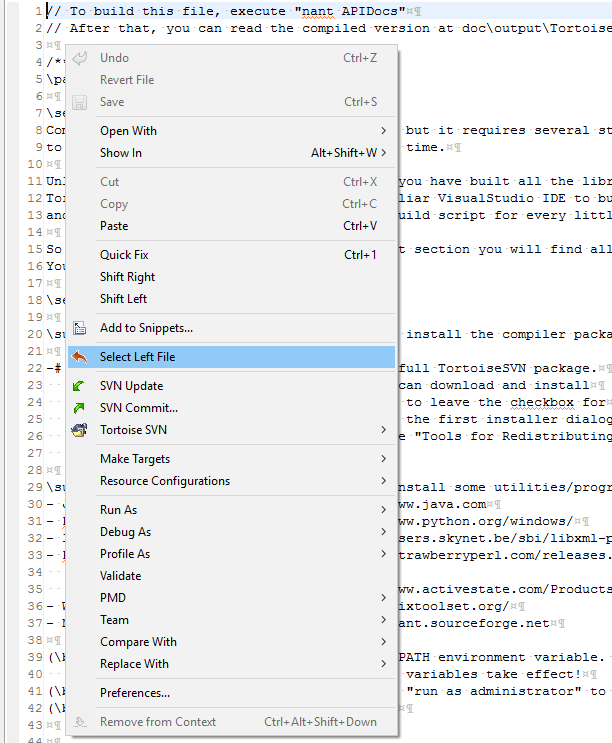 1 // To build this file, execute "nant APIDocs"¤¶
2 // After that, you can read the compiled version at doc\output\Tortoise
3 ¤¶
4 /**
5 \pa
6 ¤¶
7 \se
8 Com but it requires several st
9 to time.¤¶
10 ¤¶
11 Unl you have built all the libr
12 Tor liar VisualStudio IDE to bu
13 and uild script for every littl
14 ¤¶
15 So t section you will find all
16 You
17 ¤¶
18 \se
19 ¤¶
20 \su install the compiler packa
21 ¤¶
22 -# full TortoiseSVN package.¤¶
23 can download and install¤¶
24 to leave the checkbox for¤
25 the first installer dialog
26 e "Tools for Redistributing
27
28 ¤¶
29 \su nstall some utilities/progr
30 - ww.java.com¤¶
31 - ww.python.org/windows/¤¶
32 - sers.skynet.be/sbi/libxml-p
33 - trawberryperl.com/releases.
34
35 ww.activestate.com/Products
36 - W ixtoolset.org/¤¶
37 - N ant.sourceforge.net¤¶
38 ¤¶
39 (\b PATH environment variable.
40 variables take effect!¤¶
41 (\b "run as administrator" to
42 (\b ¤¶
43 ¤¶
44
Undo Ctrl+Z
Revert File
Save Ctrl+S
Open With
Show In Alt+Shift+W
Cut Ctrl+X
Copy Ctrl+C
Paste Ctrl+V
Quick Fix Ctrl+1
Shift Right
Shift Left
Add to Snippets...
Select Left File
SVN Update
SVN Commit...
Tortoise SVN
Make Targets
Resource Configurations
Run As
Debug As
Profile As
Validate
PMD
Team
Compare With
Replace With
Preferences...
Remove from Context Ctrl+Alt+Shift+Down